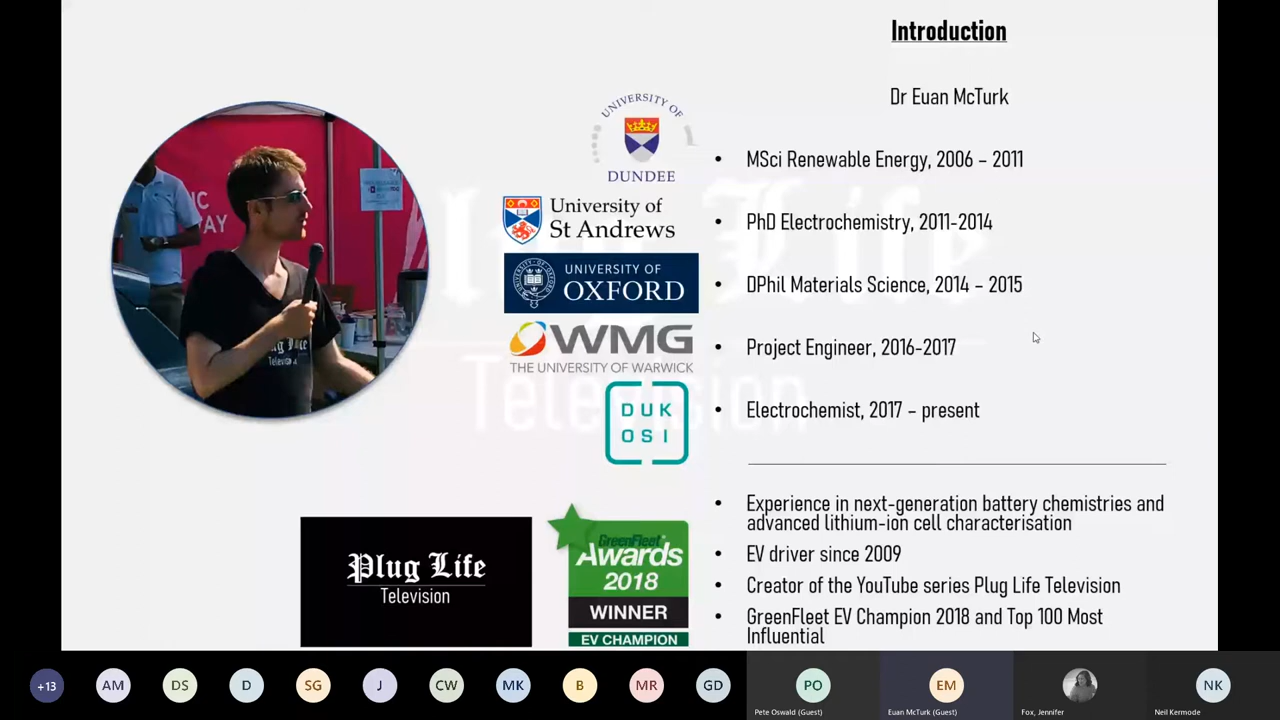 Introduction
Dr Euan McTurk
UNIVERSITY OF
DUNDEE
• MSci Renewable Energy, 2006 – 2011
University of
St Andrews
• PhD Electrochemistry, 2011-2014
UNIVERSITY OF
OXFORD
• DPhil Materials Science, 2014 – 2015
WMG
THE UNIVERSITY OF WARWICK
• Project Engineer, 2016-2017
DUK
OSI
• Electrochemist, 2017 – present
• Experience in next-generation battery chemistries and
advanced lithium-ion cell characterisation
• EV driver since 2009
• Creator of the YouTube series Plug Life Television
• GreenFleet EV Champion 2018 and Top 100 Most
Influential
Plug Life
Television
GreenFleet
Awards
2018
WINNER
EV CHAMPION
Plug Life
Television
+13
AM
DS
D
SG
J
CW
MK
B
MR
GD
PO
Pete Oswald (Guest)
EM
Euan McTurk (Guest)
Fox, Jennifer
NK
Neil Kermode